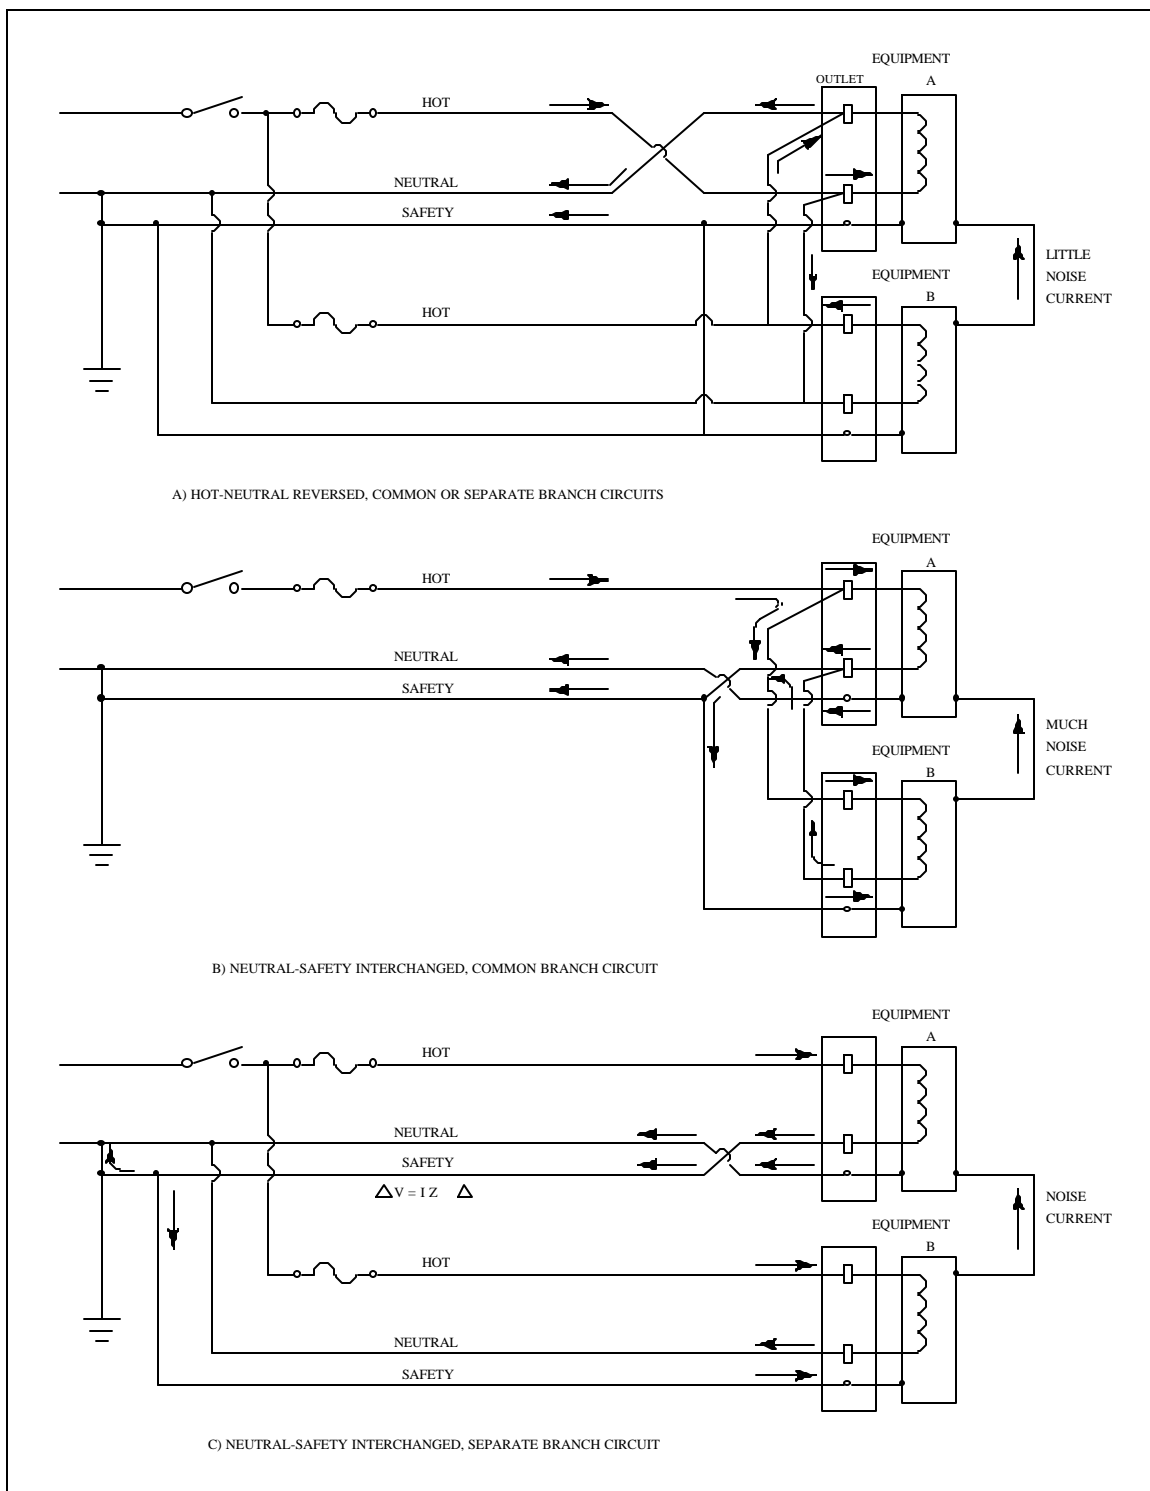 EQUIPMENT
OUTLET
A
HOT
NEUTRAL
SAFETY
LITTLE
NOISE
CURRENT
EQUIPMENT
B
HOT
A) HOT-NEUTRAL REVERSED, COMMON OR SEPARATE BRANCH CIRCUITS
EQUIPMENT
A
HOT
NEUTRAL
SAFETY
MUCH
NOISE
CURRENT
EQUIPMENT
B
B) NEUTRAL-SAFETY INTERCHANGED, COMMON BRANCH CIRCUIT
EQUIPMENT
A
HOT
NEUTRAL
SAFETY
△V = I Z △
NOISE
CURRENT
EQUIPMENT
B
HOT
NEUTRAL
SAFETY
C) NEUTRAL-SAFETY INTERCHANGED, SEPARATE BRANCH CIRCUIT